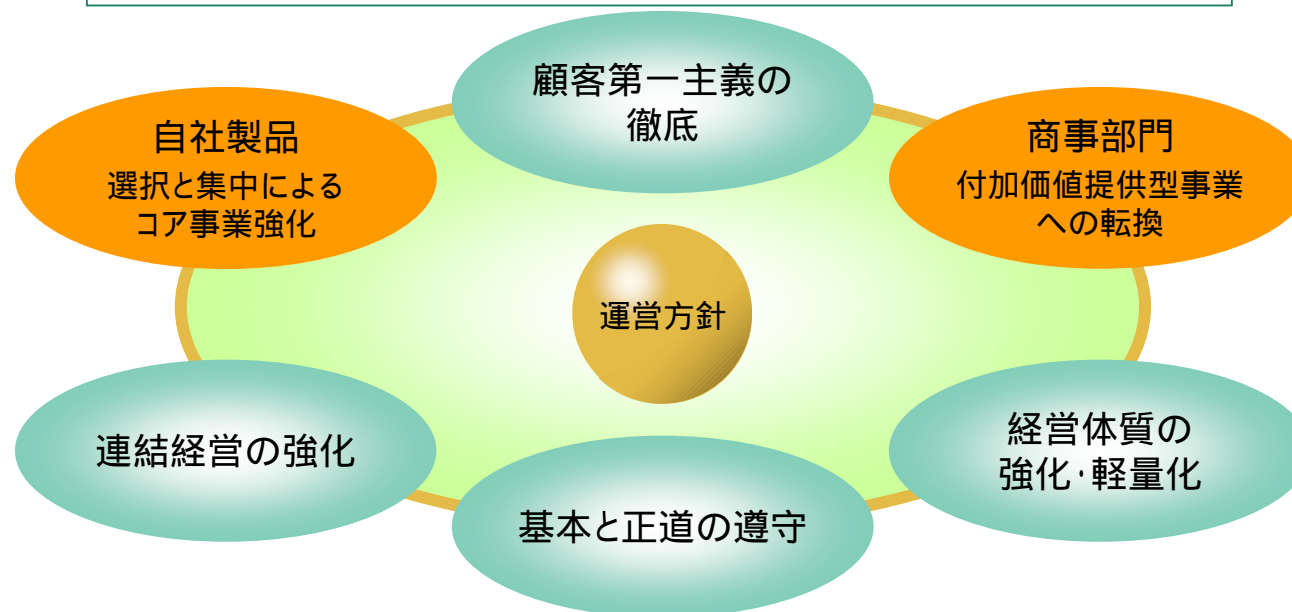 顧客第一主義の
徹底
自社製品
選択と集中による
コア事業強化
商事部門
付加価値提供型事業
への転換
運営方針
連結経営の強化
経営体質の
強化・軽量化
基本と正道の遵守